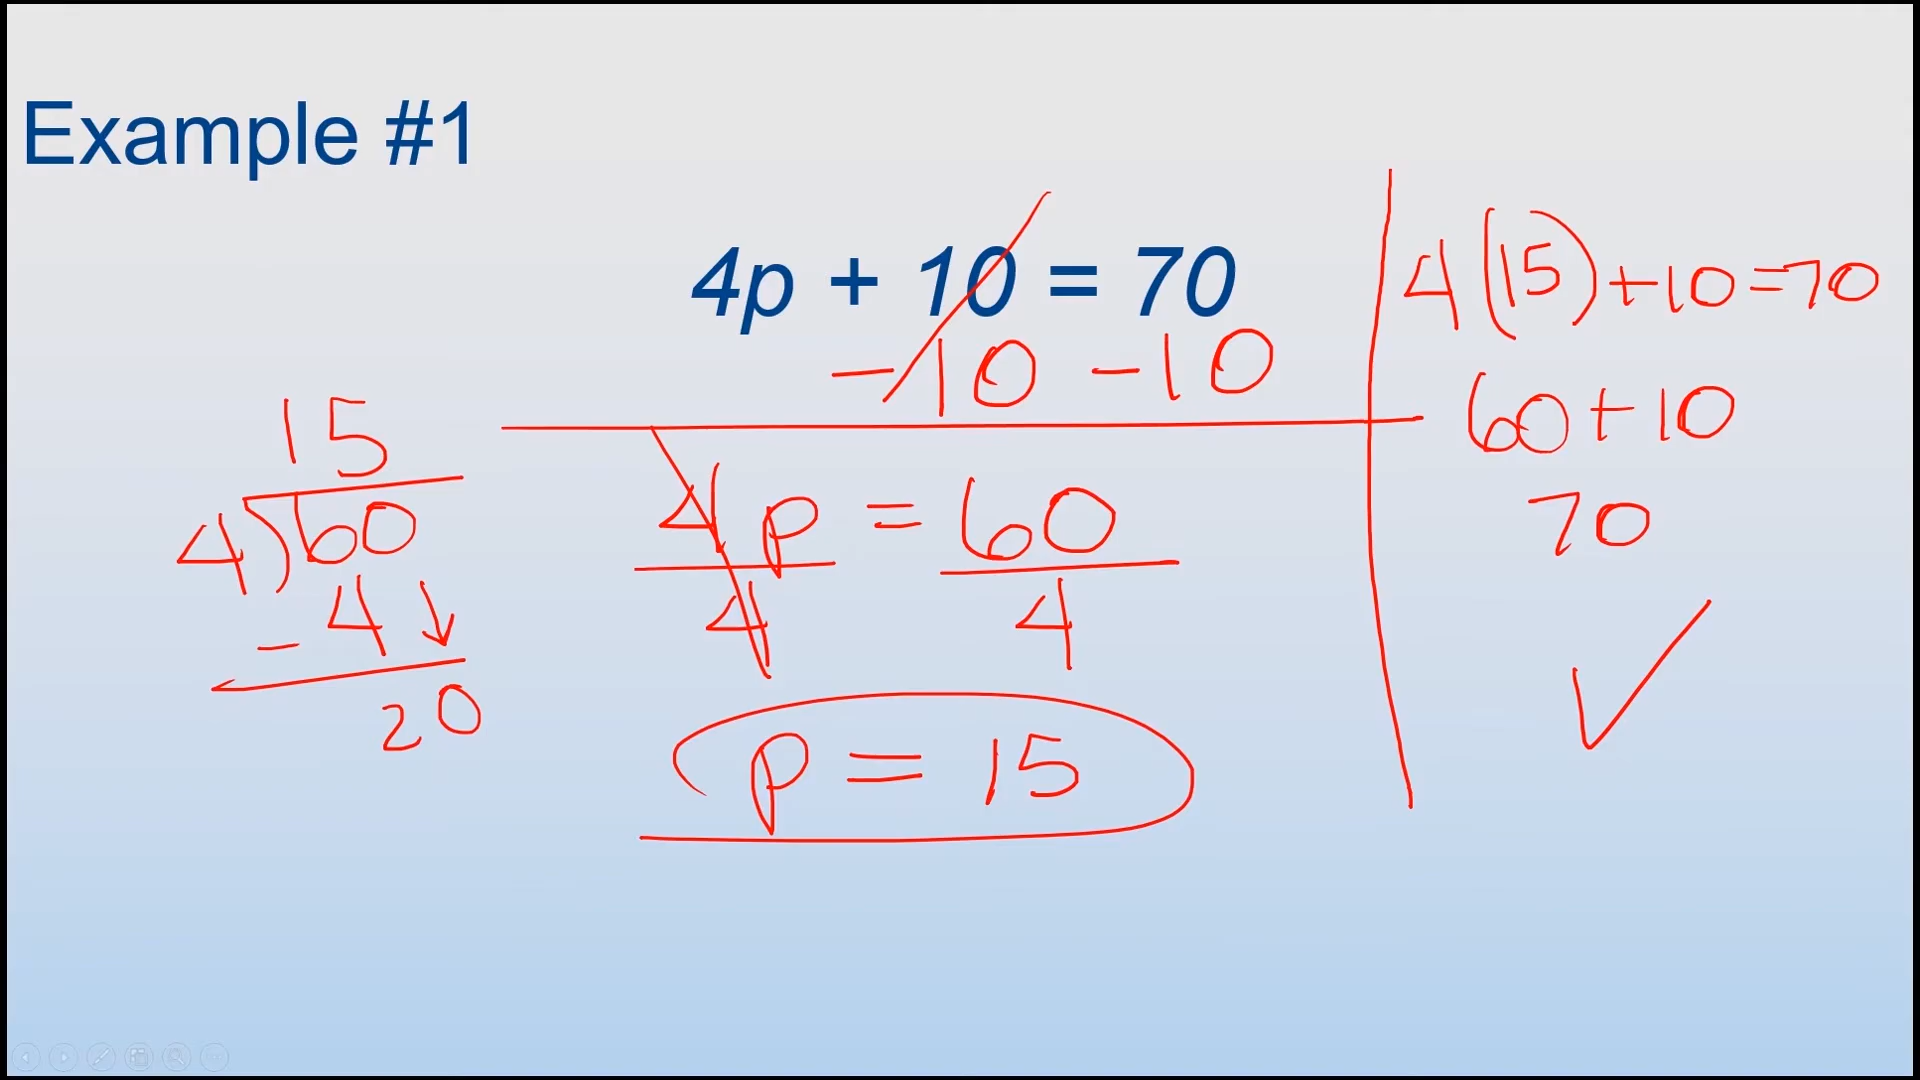 Example #1
4p + 10 = 70
-10 -10
4p = 60
4 4
p = 15
15
4)60
-4
20
4(15)+10=70
60+10
70